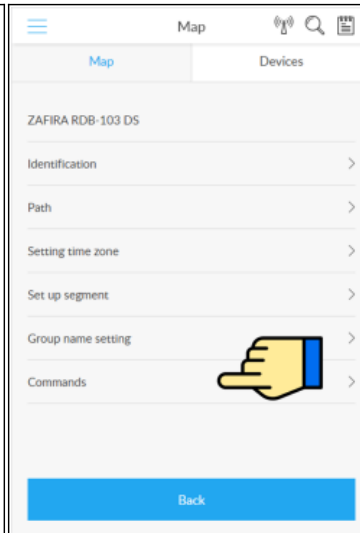 Map
Map Devices
ZAFIRA RDB-103 DS
Identification
Path
Setting time zone
Set up segment
Group name setting
Commands
Back